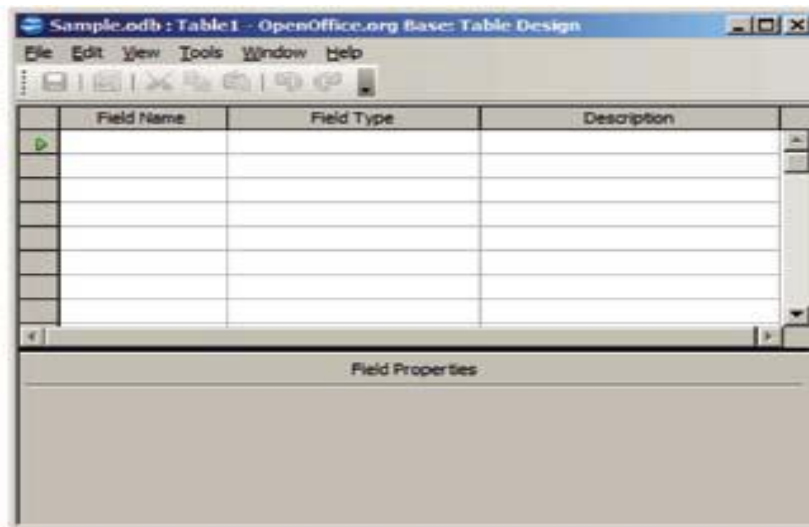 Sample.odb : Table1 - OpenOffice.org Base: Table Design
File Edit View Tools Window Help
Field Name Field Type Description
Field Properties